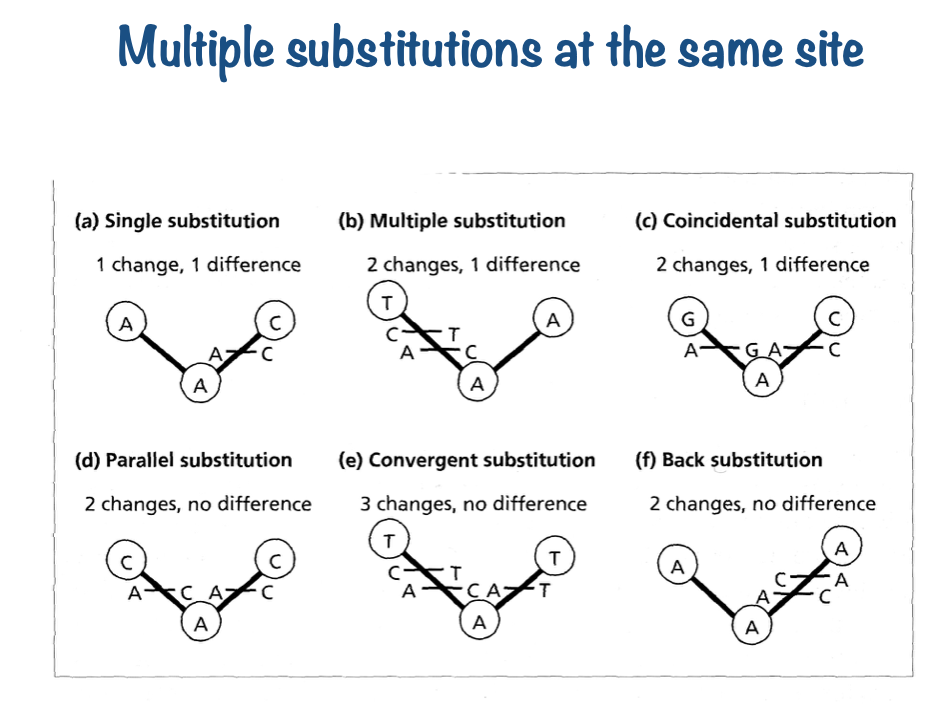 Multiple substitutions at the same site
(a) Single substitution
1 change, 1 difference
A
C
A C
A
(b) Multiple substitution
2 changes, 1 difference
T
A
C T
A C
A
(c) Coincidental substitution
2 changes, 1 difference
G
C
A G A C
A
(d) Parallel substitution
2 changes, no difference
C
C
A C A C
A
(e) Convergent substitution
3 changes, no difference
T
T
C T
A C A T
A
(f) Back substitution
2 changes, no difference
A
A
C A
A C
A